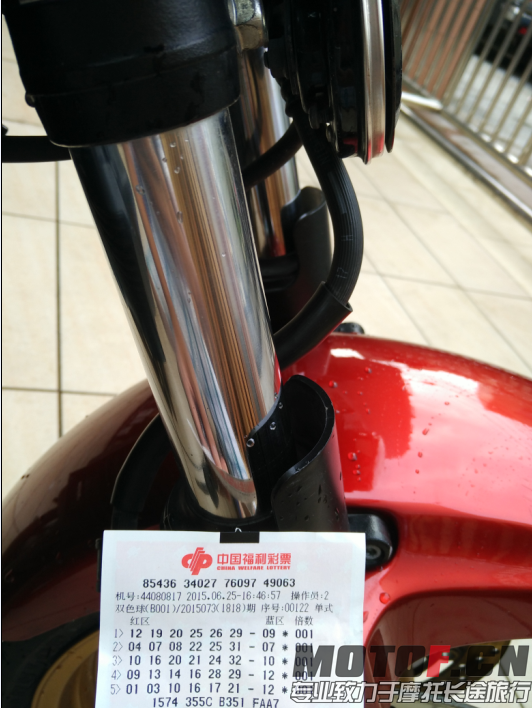 中国福利彩票
CHINA WELFARE LOTTERY
85436 34027 76097 49063
机号:44080817 2015.06.25-16:46:57 操作员:2
双色球(B001)/2015073(1818)期 序号:00122 单式
红区 蓝区 倍数
1> 12 19 20 25 26 29 - 09 * 001
2> 04 07 08 22 25 31 - 07 * 001
3> 10 16 20 21 24 32 - 10 * 001
4> 09 13 14 16 28 29 - 12 * 001
5> 01 03 10 16 17 21 - 12 * 001
1574 355C B351 FAA7
MOTOR.CN
专业致力于摩托长途旅行